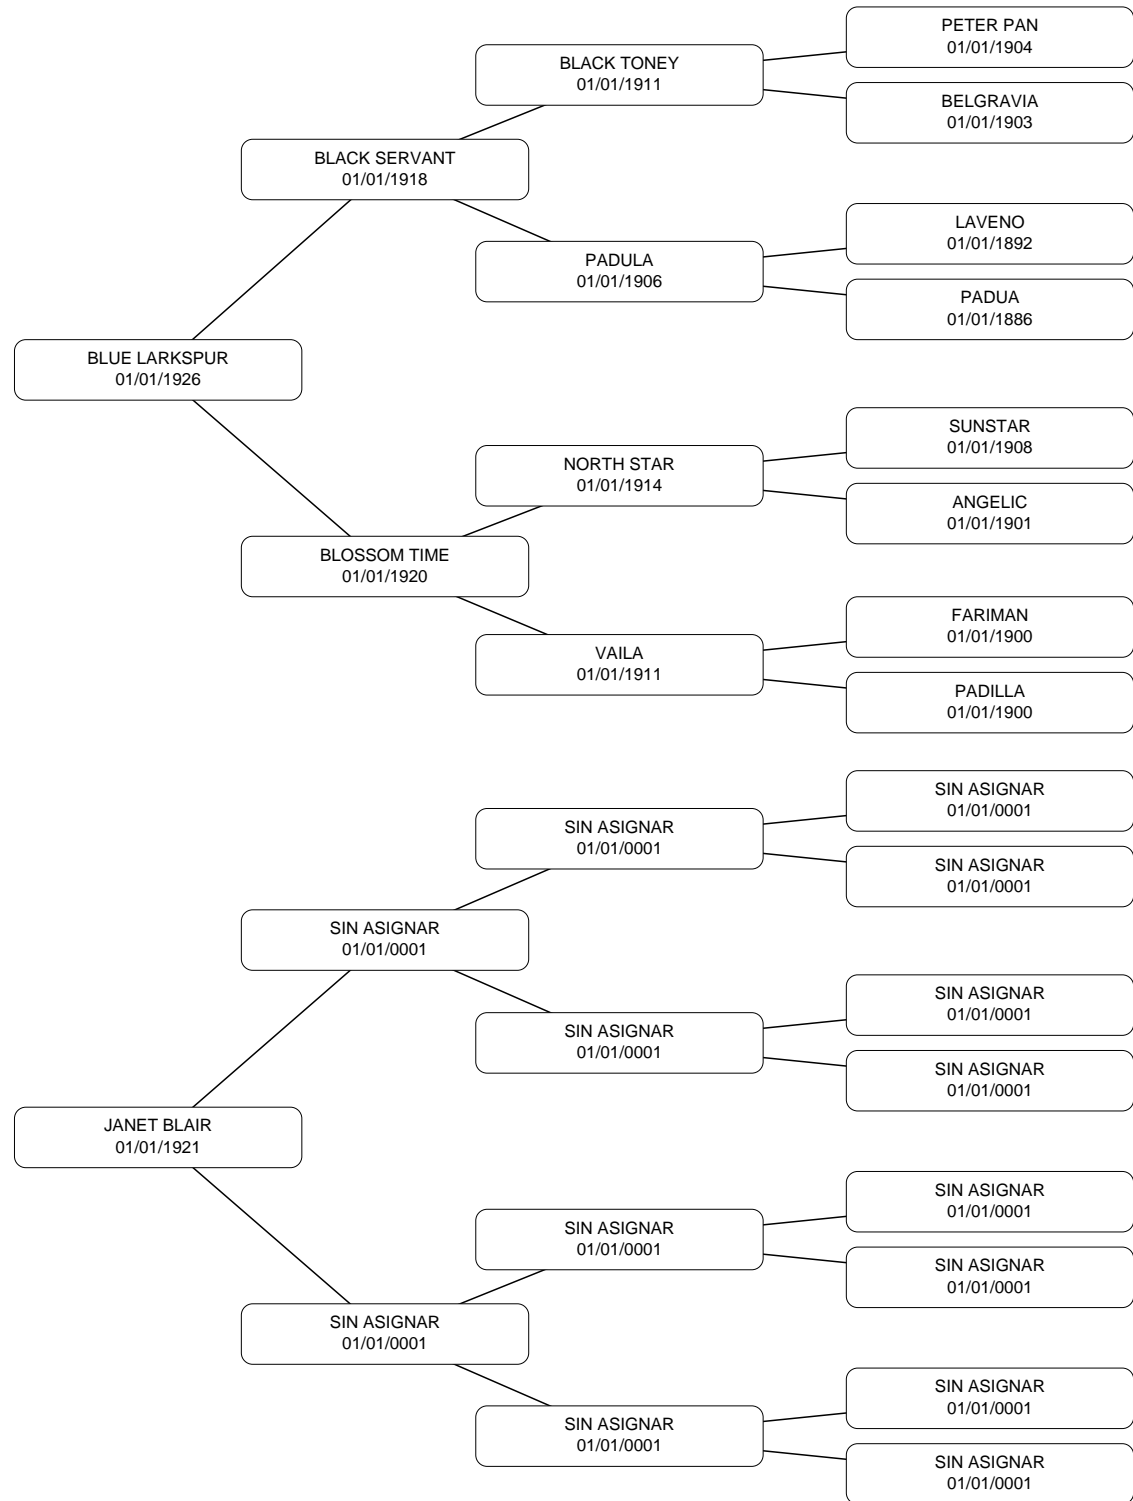 PETER PAN
01/01/1904
BLACK TONEY
01/01/1911
BELGRAVIA
01/01/1903
BLACK SERVANT
01/01/1918
LAVENO
01/01/1892
PADULA
01/01/1906
PADUA
01/01/1886
BLUE LARKSPUR
01/01/1926
SUNSTAR
01/01/1908
NORTH STAR
01/01/1914
ANGELIC
01/01/1901
BLOSSOM TIME
01/01/1920
FARIMAN
01/01/1900
VAILA
01/01/1911
PADILLA
01/01/1900
SIN ASIGNAR
01/01/0001
SIN ASIGNAR
01/01/0001
SIN ASIGNAR
01/01/0001
SIN ASIGNAR
01/01/0001
SIN ASIGNAR
01/01/0001
SIN ASIGNAR
01/01/0001
SIN ASIGNAR
01/01/0001
JANET BLAIR
01/01/1921
SIN ASIGNAR
01/01/0001
SIN ASIGNAR
01/01/0001
SIN ASIGNAR
01/01/0001
SIN ASIGNAR
01/01/0001
SIN ASIGNAR
01/01/0001
SIN ASIGNAR
01/01/0001
SIN ASIGNAR
01/01/0001